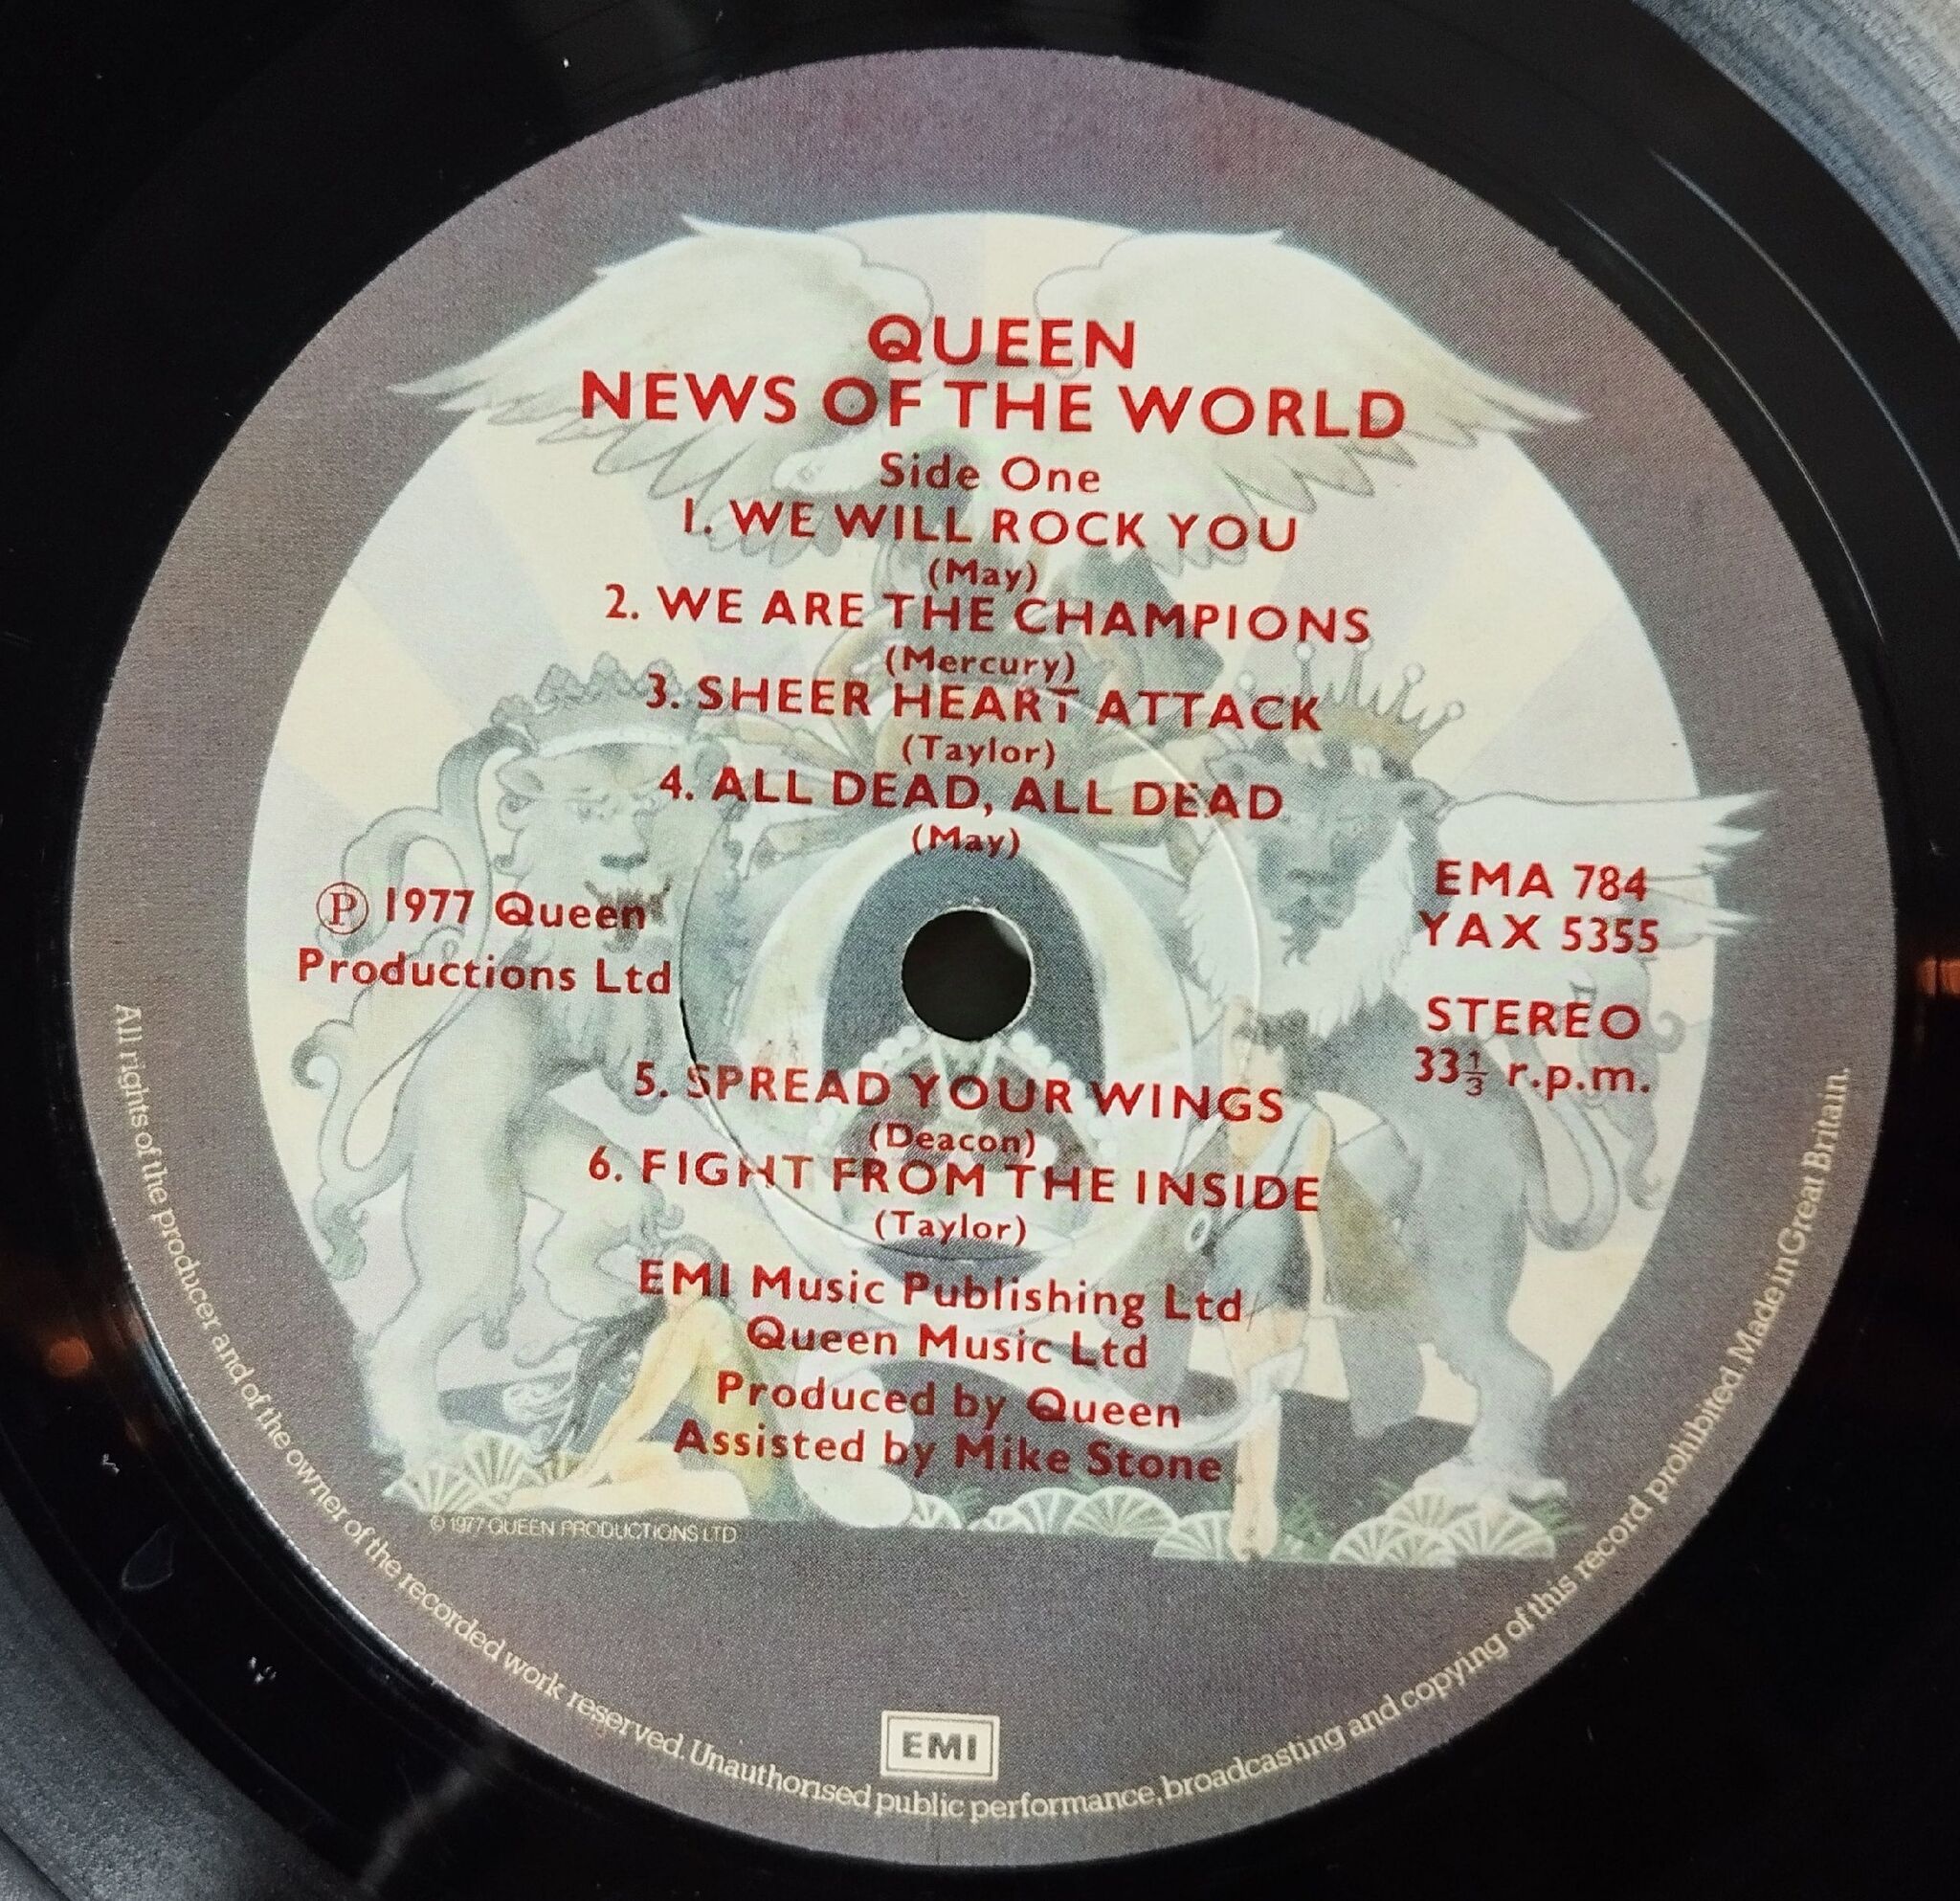 QUEEN
NEWS OF THE WORLD
Side One
1. WE WILL ROCK YOU
(May)
2. WE ARE THE CHAMPIONS
(Mercury)
3. SHEER HEART ATTACK
(Taylor)
4. ALL DEAD, ALL DEAD
(May)
Ⓟ 1977 Queen
Productions Ltd
EMA 784
YAX 5355
STEREO
33⅓ r.p.m.
5. SPREAD YOUR WINGS
(Deacon)
6. FIGHT FROM THE INSIDE
(Taylor)
EMI Music Publishing Ltd/
Queen Music Ltd
Produced by Queen
Assisted by Mike Stone
© 1977 QUEEN PRODUCTIONS LTD
EMI
All rights of the producer and of the owner of the recorded work reserved. Unauthorised public performance, broadcasting and copying of this record prohibited. Made in Great Britain.